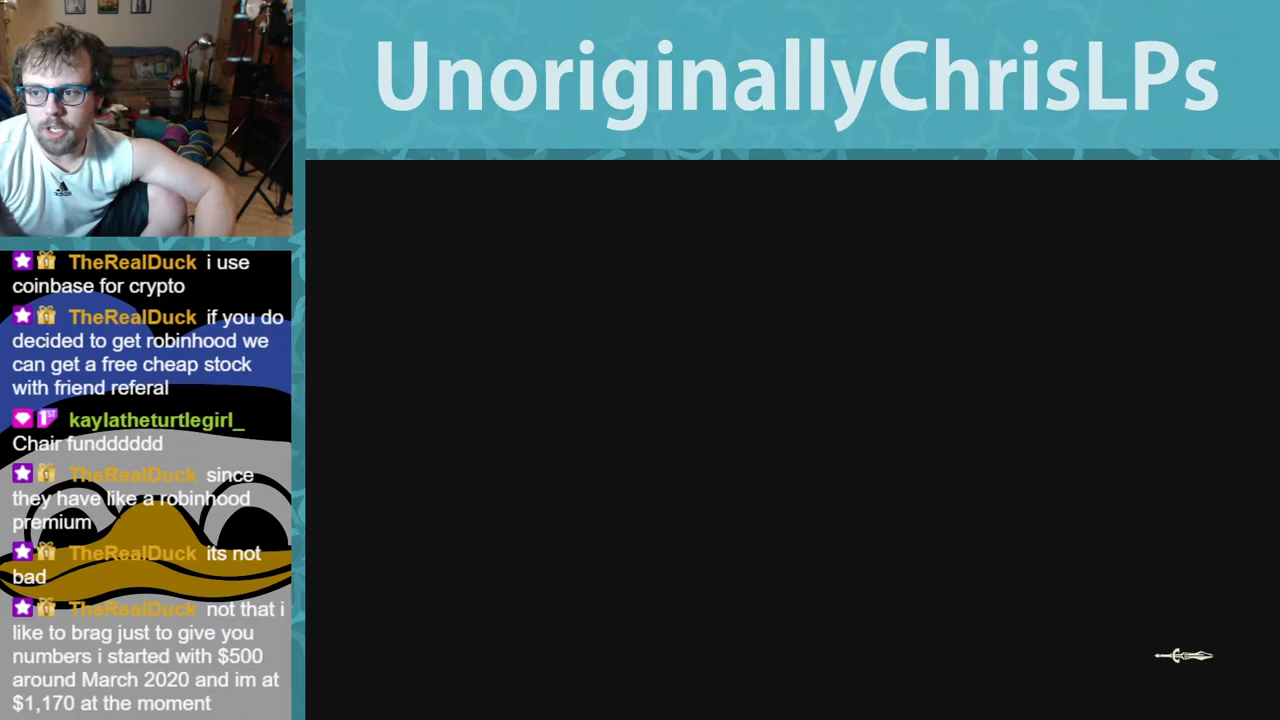 UnoriginallyChrisLPs
TheRealDuck i use
coinbase for crypto
TheRealDuck if you do
decided to get robinhood we
can get a free cheap stock
with friend referal
1ST kaylatheturtlegirl_
Chair fundddddd
TheRealDuck since
they have like a robinhood
premium
TheRealDuck its not
bad
TheRealDuck not that i
like to brag just to give you
numbers i started with $500
around March 2020 and im at
$1,170 at the moment
adidas